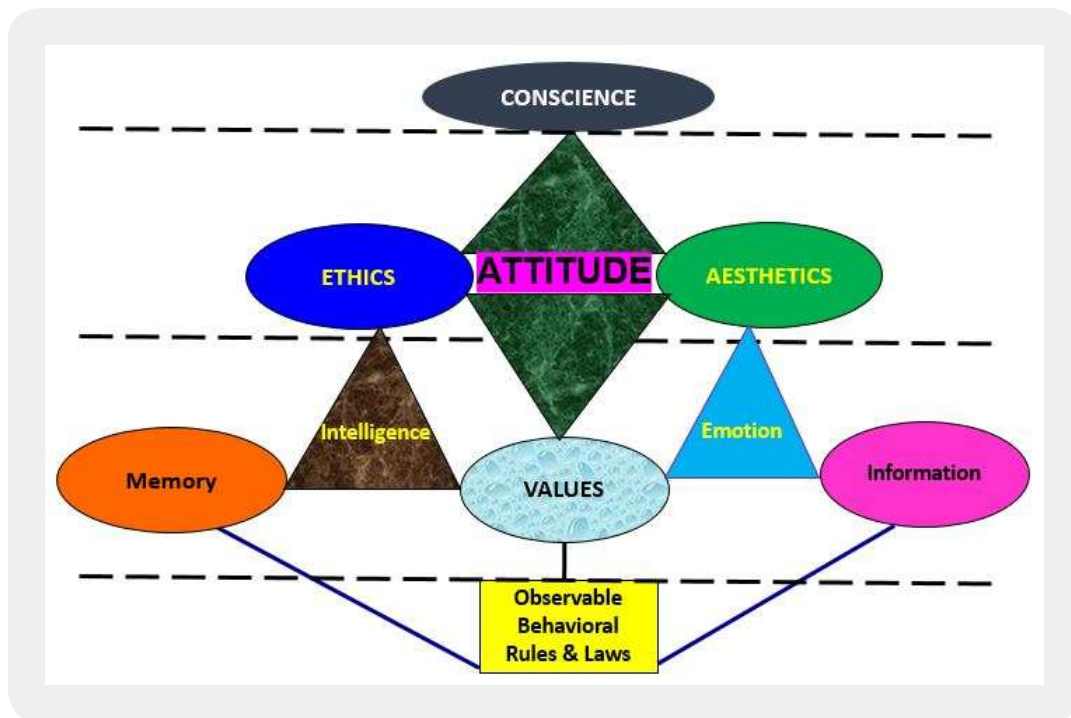 CONSCIENCE
ETHICS
ATTITUDE
AESTHETICS
Intelligence
Emotion
Memory
VALUES
Information
Observable
Behavioral
Rules & Laws